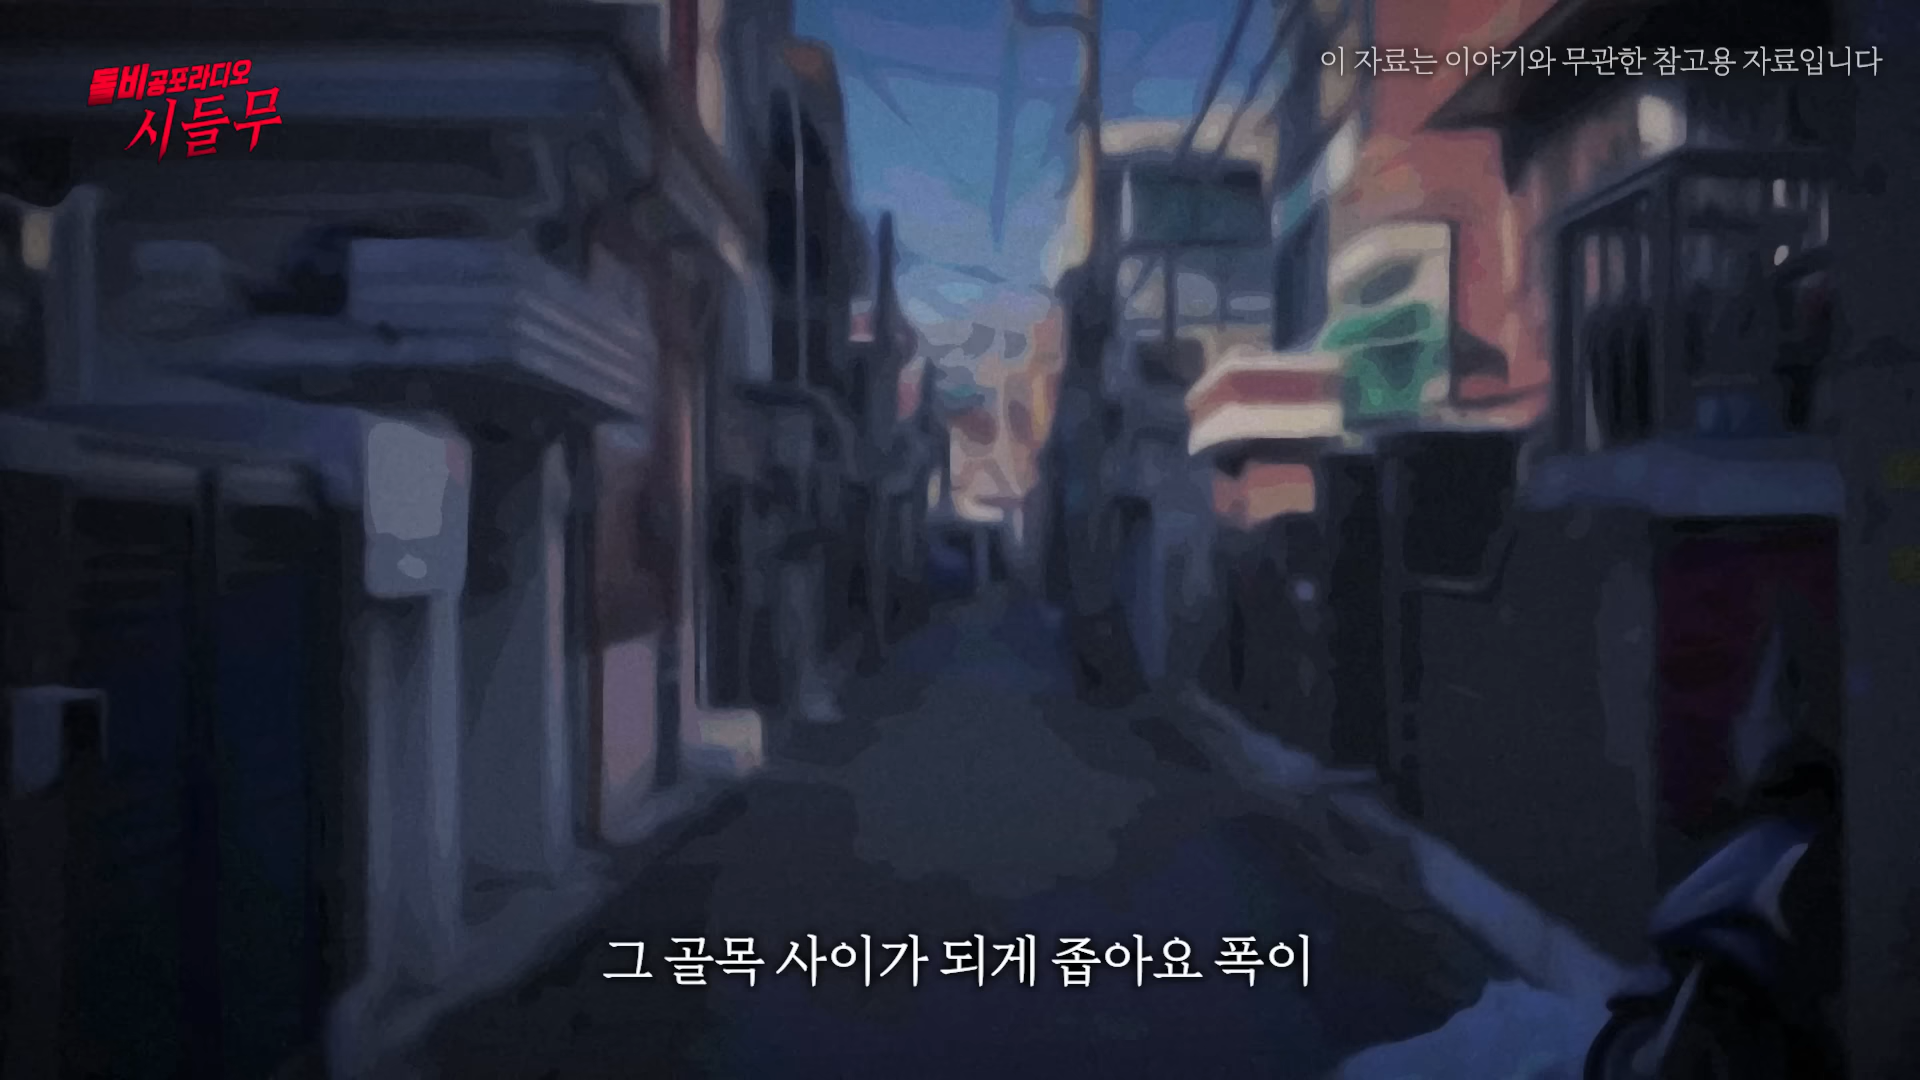 돌비공포라디오
시들무
이 자료는 이야기와 무관한 참고용 자료입니다
그 골목 사이가 되게 좁아요 폭이